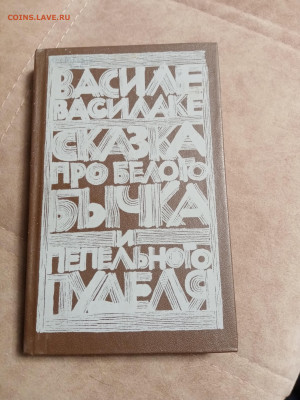 COINS.LAVE.RU
ВАСИЛЕ
ВАСИЛАКЕ
СКАЗКА
ПРО БЕЛОГО
БЫЧКА
И
ПЕПЕЛЬНОГО
ПУДЕЛЯ